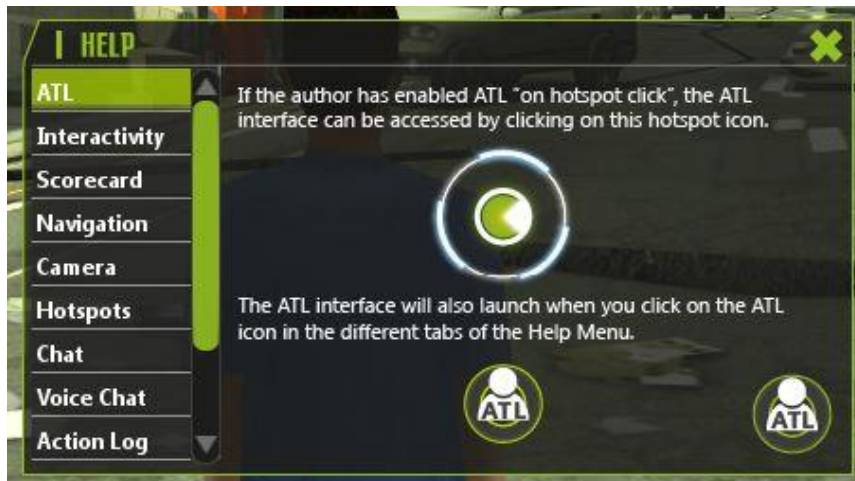 HELP
ATL
Interactivity
Scorecard
Navigation
Camera
Hotspots
Chat
Voice Chat
Action Log
If the author has enabled ATL "on hotspot click", the ATL
interface can be accessed by clicking on this hotspot icon.
The ATL interface will also launch when you click on the ATL
icon in the different tabs of the Help Menu.
ATL
ATL